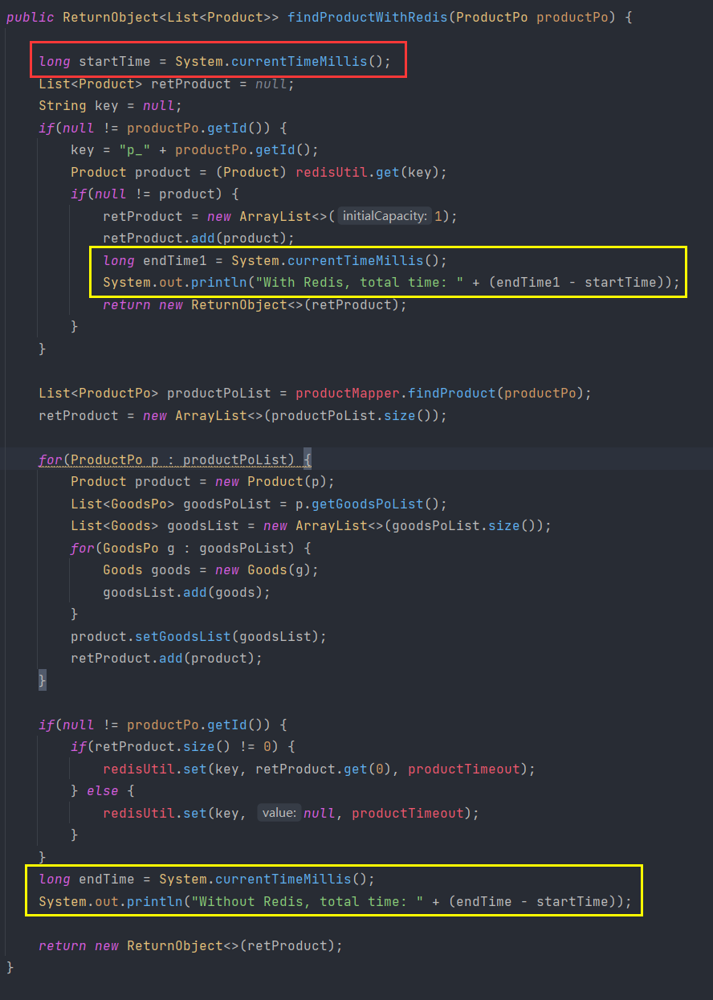 public ReturnObject<List<Product>> findProductWithRedis(ProductPo productPo) {
long startTime = System.currentTimeMillis();
List<Product> retProduct = null;
String key = null;
if(null != productPo.getId()) {
key = "p_" + productPo.getId();
Product product = (Product) redisUtil.get(key);
if(null != product) {
retProduct = new ArrayList<>( initialCapacity: 1);
retProduct.add(product);
long endTime1 = System.currentTimeMillis();
System.out.println("With Redis, total time: " + (endTime1 - startTime));
return new ReturnObject<>(retProduct);
}
}
List<ProductPo> productPoList = productMapper.findProduct(productPo);
retProduct = new ArrayList<>(productPoList.size());
for(ProductPo p : productPoList) {
Product product = new Product(p);
List<GoodsPo> goodsPoList = p.getGoodsPoList();
List<Goods> goodsList = new ArrayList<>(goodsPoList.size());
for(GoodsPo g : goodsPoList) {
Goods goods = new Goods(g);
goodsList.add(goods);
}
product.setGoodsList(goodsList);
retProduct.add(product);
}
if(null != productPo.getId()) {
if(retProduct.size() != 0) {
redisUtil.set(key, retProduct.get(0), productTimeout);
} else {
redisUtil.set(key, value: null, productTimeout);
}
}
long endTime = System.currentTimeMillis();
System.out.println("Without Redis, total time: " + (endTime - startTime));
return new ReturnObject<>(retProduct);
}